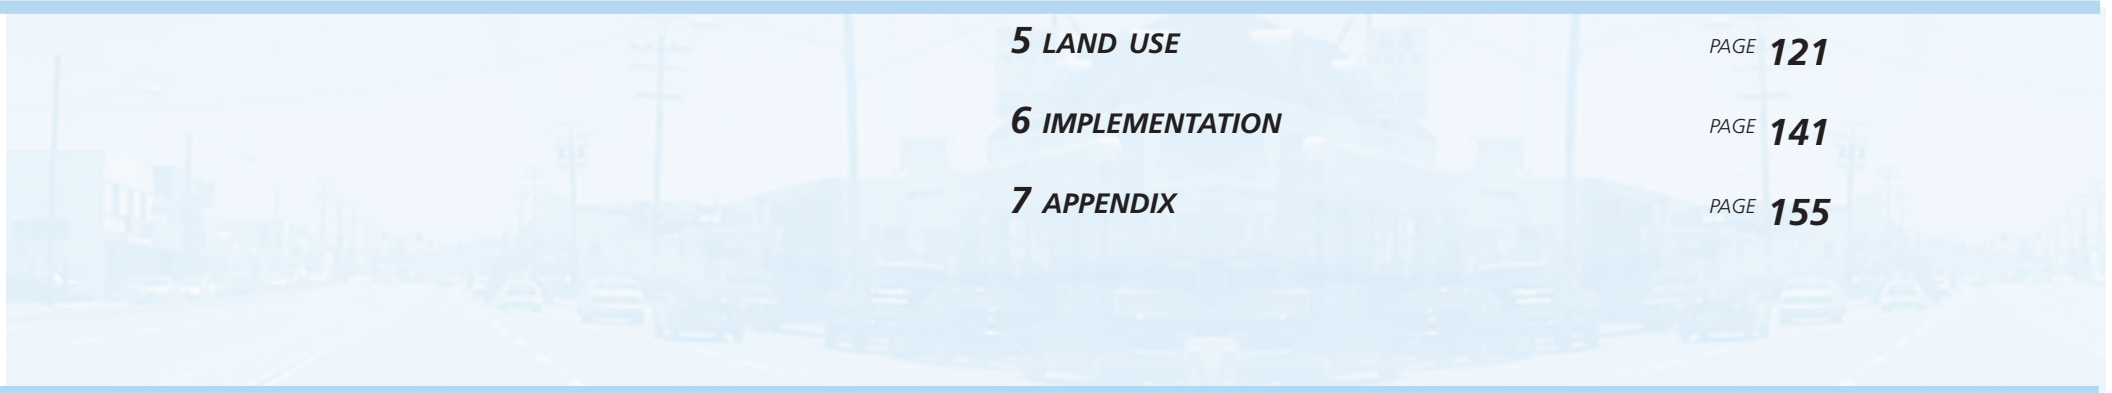 5 LAND USE PAGE 121
6 IMPLEMENTATION PAGE 141
7 APPENDIX PAGE 155